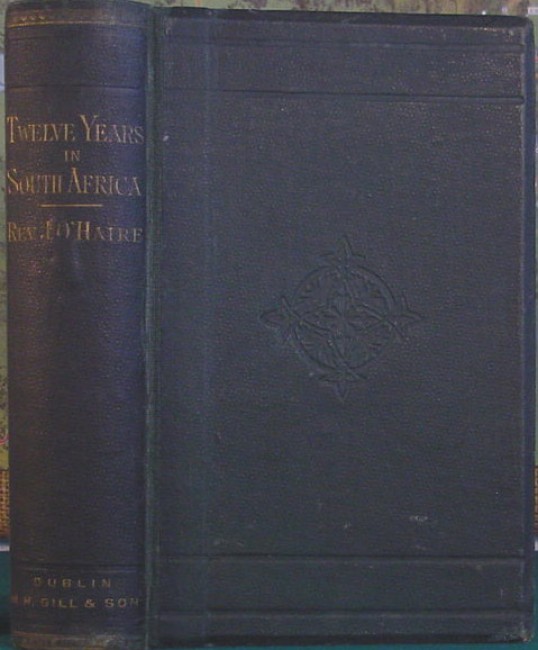 TWELVE YEARS
IN
SOUTH AFRICA
REV. J. O'HAIRE
DUBLIN
M.H. GILL & SON